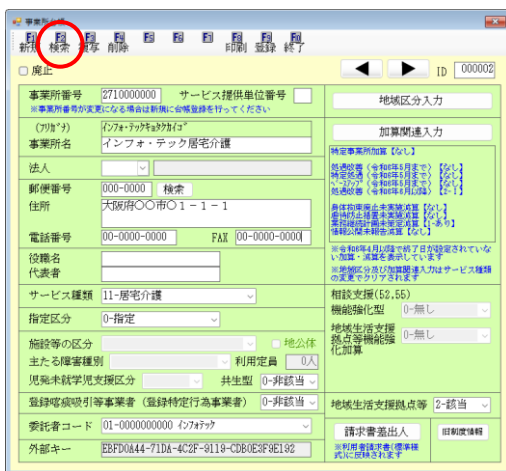 事業所台帳
F1 F2 F3 F4 F5 F6 F7 F8 F9 F10
新規 検索 複写 削除 印刷 登録 終了
□ 廃止 ◀ ▶ ID 000002
事業所番号 2710000000 サービス提供単位番号
※事業所番号が変更になる場合は新規に台帳登録を行ってください
地域区分入力
(フリガナ) インフォ・テックキョタクカイゴ
事業所名 インフォ・テック居宅介護
加算関連入力
特定事業所加算【なし】
処遇改善（令和6年5月まで）【なし】
特定処遇（令和6年5月まで）【なし】
ベースアップ（令和6年5月まで）【なし】
処遇改善（令和6年6月以降）【2-Ⅰ】
身体拘束廃止未実施減算【なし】
虐待防止措置未実施減算【なし】
業務継続計画未策定減算【1-あり】
情報公開未報告減算【なし】
※令和6年4月以降で終了日が設定されていない加算・減算を表示しています
※地域区分及び加算関連入力はサービス種類の変更でクリアされます
法人
郵便番号 000-0000 検索
住所 大阪府〇〇市〇１－１－１
電話番号 00-0000-0000 FAX 00-0000-0000
役職名
代表者
サービス種類 11-居宅介護
指定区分 0-指定
相談支援(52,55)
機能強化型 0-無し
地域生活支援拠点等機能強化加算 0-無し
施設等の区分 □ 地公体
主たる障害種別 利用定員 0人
児発未就学児支援区分 共生型 0-非該当
登録喀痰吸引等事業者（登録特定行為事業者） 0-非該当
地域生活支援拠点等 2-該当
委託者コード 01-0000000000 インフォテック
外部キー EBFD0A44-71DA-4C2F-9119-CDB0E3F9E192
請求書差出人 旧制度情報
※利用者請求書(標準様式)に反映されます